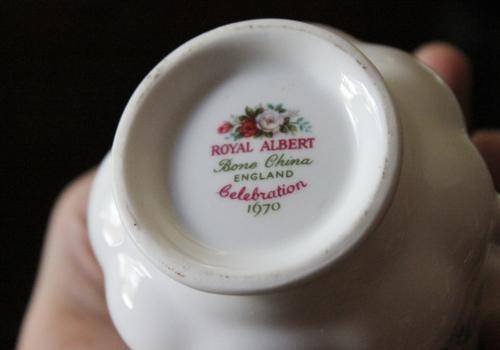 ROYAL ALBERT
Bone China
ENGLAND
Celebration
1970